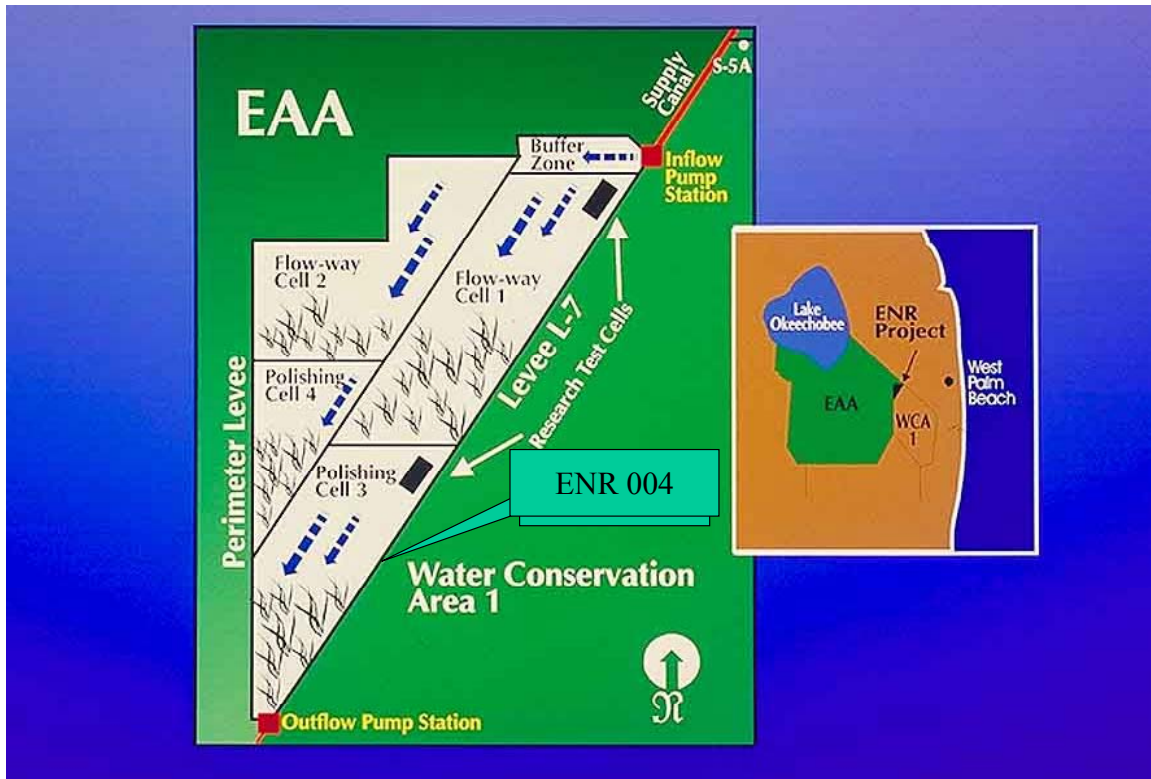 EAA
Supply
Canal
S-5A
Buffer
Zone
Inflow
Pump
Station
Flow-way
Cell 2
Flow-way
Cell 1
Levee L-7
Research Test Cells
Perimeter Levee
Polishing
Cell 4
Polishing
Cell 3
ENR 004
Water Conservation
Area 1
N
Outflow Pump Station
Lake
Okeechobee
ENR
Project
EAA
WCA
1
West
Palm
Beach